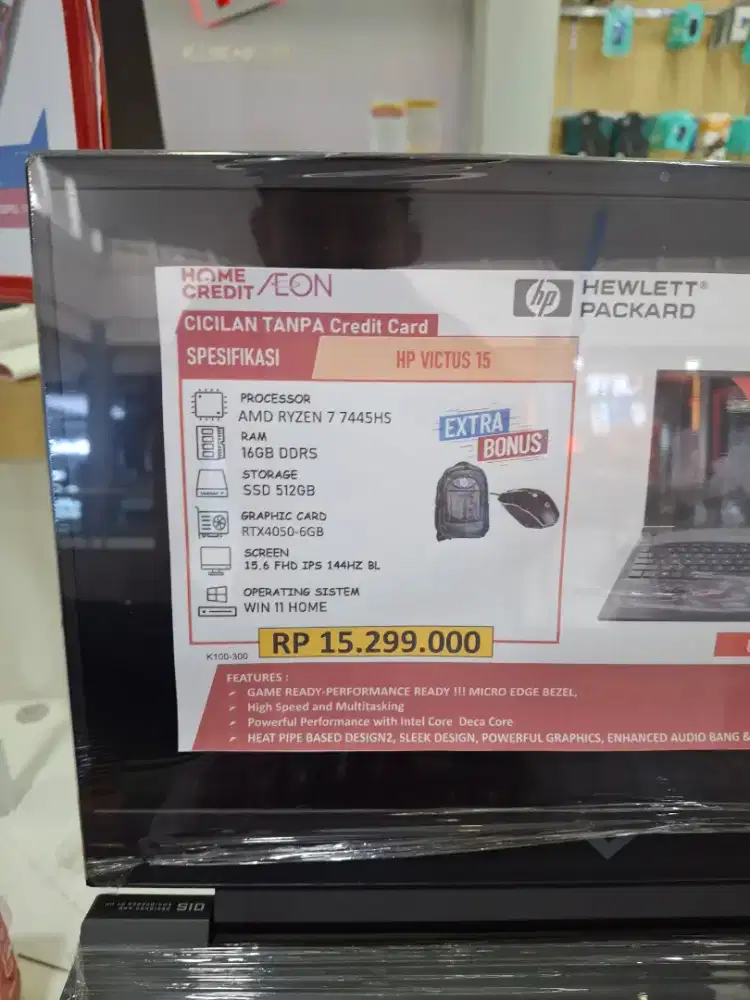 HOME CREDIT ÆON
hp HEWLETT® PACKARD
CICILAN TANPA Credit Card
SPESIFIKASI
HP VICTUS 15
PROCESSOR
AMD RYZEN 7 7445HS
RAM
16GB DDR5
STORAGE
SSD 512GB
GRAPHIC CARD
RTX4050-6GB
SCREEN
15.6 FHD IPS 144HZ BL
OPERATING SISTEM
WIN 11 HOME
EXTRA
BONUS
K100-300
RP 15.299.000
FEATURES :
GAME READY-PERFORMANCE READY !!! MICRO EDGE BEZEL,
High Speed and Multitasking
Powerful Performance with Intel Core Deca Core
HEAT PIPE BASED DESIGN2, SLEEK DESIGN, POWERFUL GRAPHICS, ENHANCED AUDIO BANG &
SID